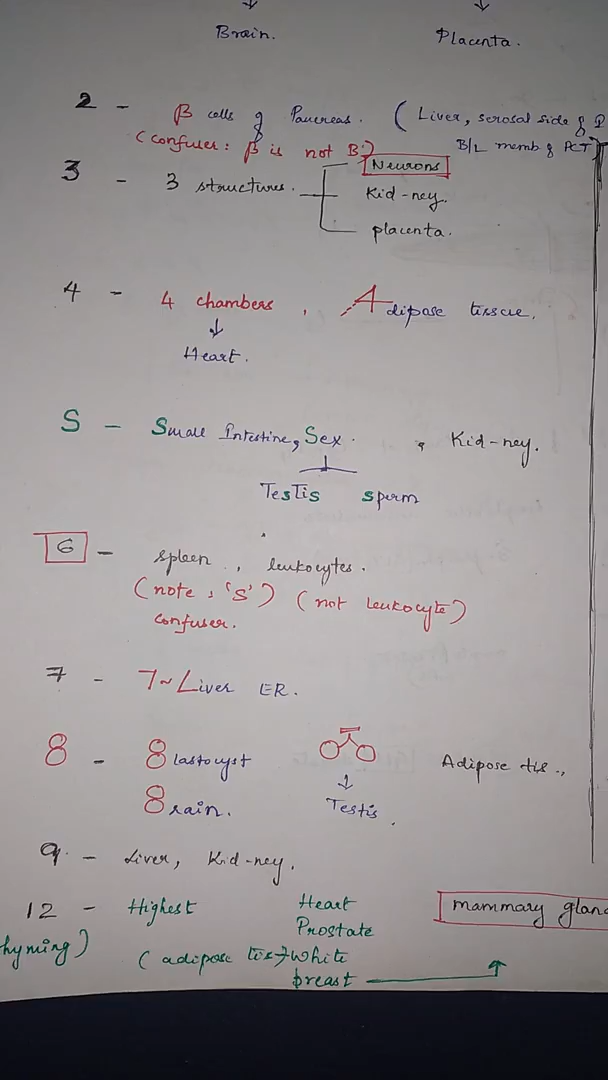 Brain. Placenta.
2 - β cells of Pancreas. (Liver, serosal side of
(confuser: β is not B.) B/L memb of PCT)
3 - 3 structures. Neurons
Kid-ney.
placenta.
4 - 4 chambers, Adipose tissue.
Heart.
S - Small Intestine, Sex. , Kid-ney.
Testis sperm
6 - spleen, leukocytes.
(note, 'S') (not leukocyte)
confuser.
7 - 7~Liver ER.
8 - 8lastocyst Adipose tis.,
8rain. Testis.
9. - Liver, Kid-ney.
12 - Highest Heart mammary gland
Prostate
hyming) (adipose tis→white
breast